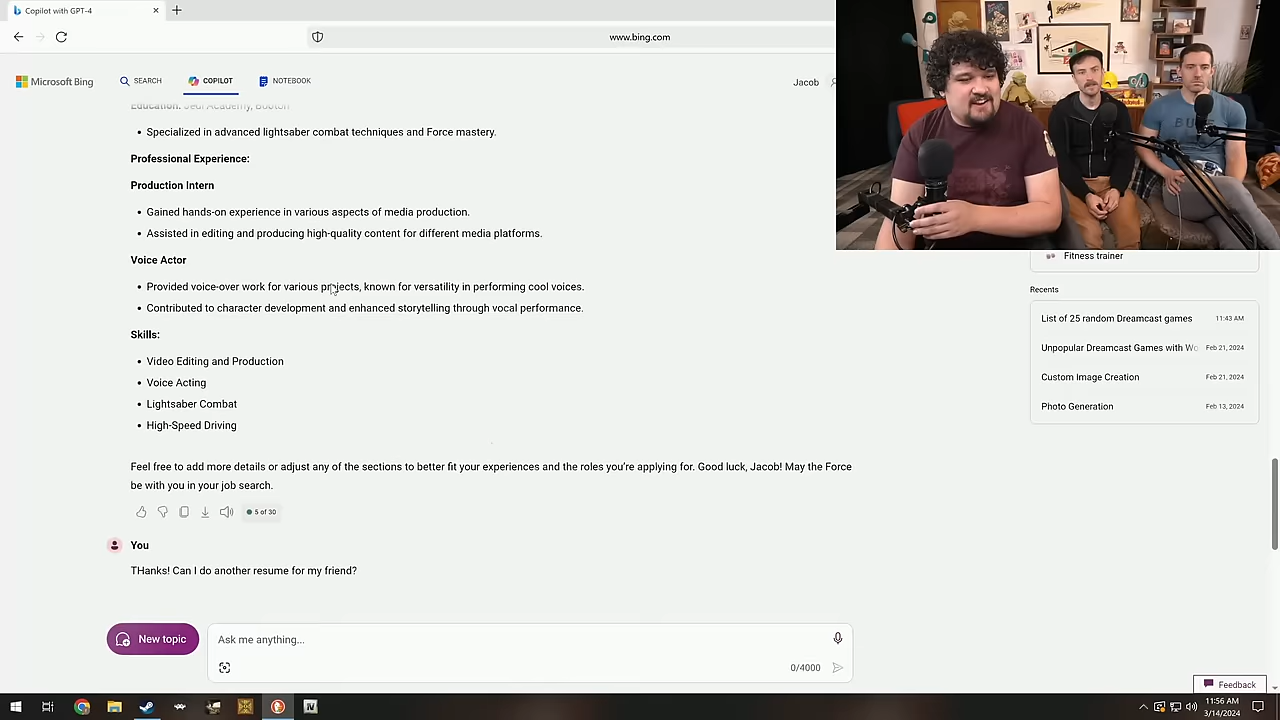 Copilot with GPT-4
www.bing.com
Microsoft Bing
SEARCH
COPILOT
NOTEBOOK
Jacob
Education: Jedi Academy, Boston
• Specialized in advanced lightsaber combat techniques and Force mastery.
Professional Experience:
Production Intern
• Gained hands-on experience in various aspects of media production.
• Assisted in editing and producing high-quality content for different media platforms.
Voice Actor
• Provided voice-over work for various projects, known for versatility in performing cool voices.
• Contributed to character development and enhanced storytelling through vocal performance.
Skills:
• Video Editing and Production
• Voice Acting
• Lightsaber Combat
• High-Speed Driving
Feel free to add more details or adjust any of the sections to better fit your experiences and the roles you're applying for. Good luck, Jacob! May the Force
be with you in your job search.
5 of 30
You
THanks! Can I do another resume for my friend?
New topic
Ask me anything...
0/4000
Fitness trainer
Recents
List of 25 random Dreamcast games 11:43 AM
Unpopular Dreamcast Games with Wo Feb 21, 2024
Custom Image Creation Feb 21, 2024
Photo Generation Feb 13, 2024
Feedback
11:56 AM
3/14/2024